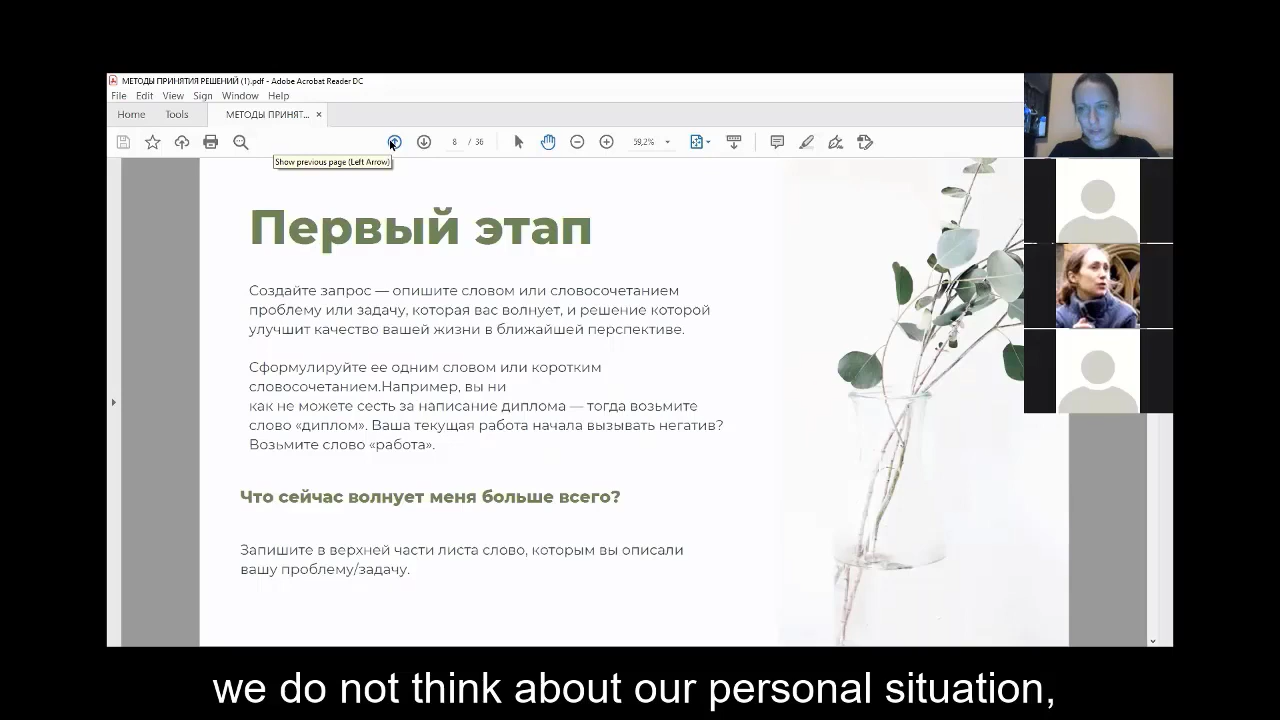 МЕТОДЫ ПРИНЯТИЯ РЕШЕНИЙ (1).pdf - Adobe Acrobat Reader DC
File Edit View Sign Window Help
Home Tools МЕТОДЫ ПРИНЯТ... ×
8 / 36 59,2%
Show previous page (Left Arrow)
Первый этап
Создайте запрос — опишите словом или словосочетанием
проблему или задачу, которая вас волнует, и решение которой
улучшит качество вашей жизни в ближайшей перспективе.
Сформулируйте ее одним словом или коротким
словосочетанием.Например, вы ни
как не можете сесть за написание диплома — тогда возьмите
слово «диплом». Ваша текущая работа начала вызывать негатив?
Возьмите слово «работа».
Что сейчас волнует меня больше всего?
Запишите в верхней части листа слово, которым вы описали
вашу проблему/задачу.
we do not think about our personal situation,